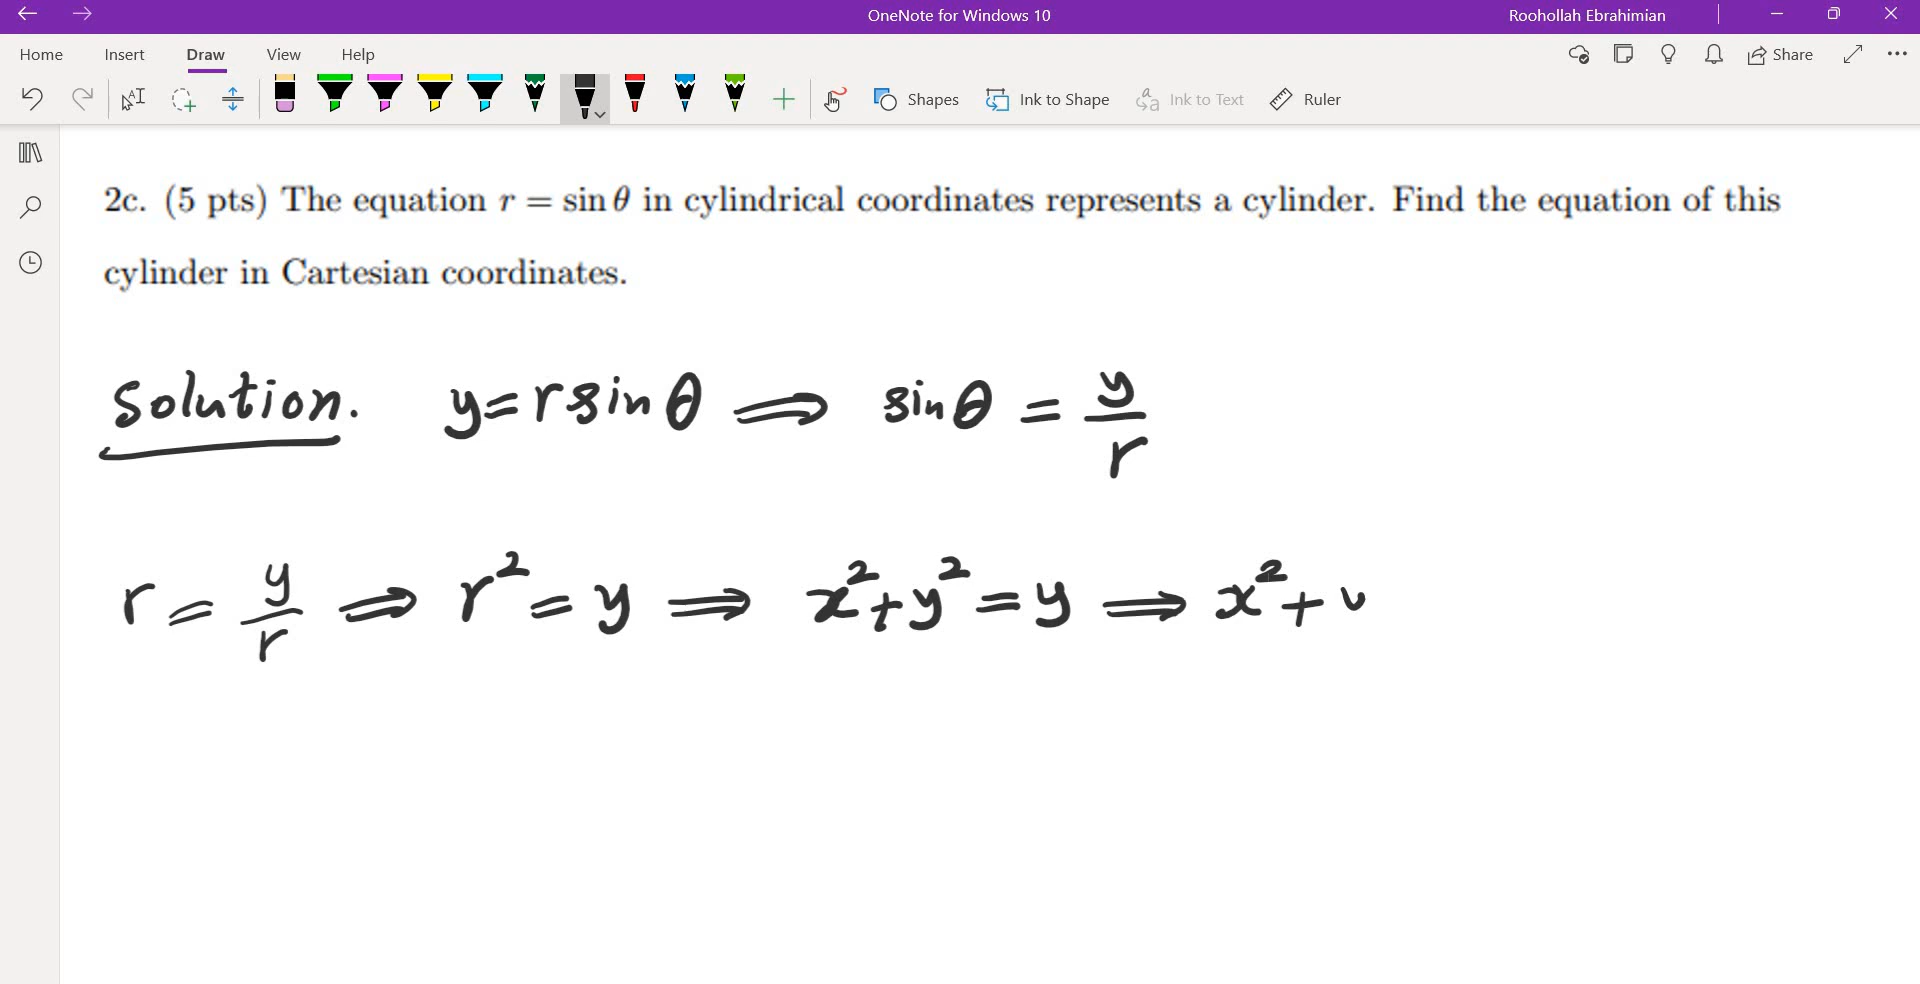 OneNote for Windows 10
Roohollah Ebrahimian
Home Insert Draw View Help
Share
Shapes Ink to Shape Ink to Text Ruler
2c. (5 pts) The equation r = sin θ in cylindrical coordinates represents a cylinder. Find the equation of this
cylinder in Cartesian coordinates.
Solution. y = r sin θ ⟹ sin θ = y/r
r = y/r ⟹ r² = y ⟹ x² + y² = y ⟹ x² +